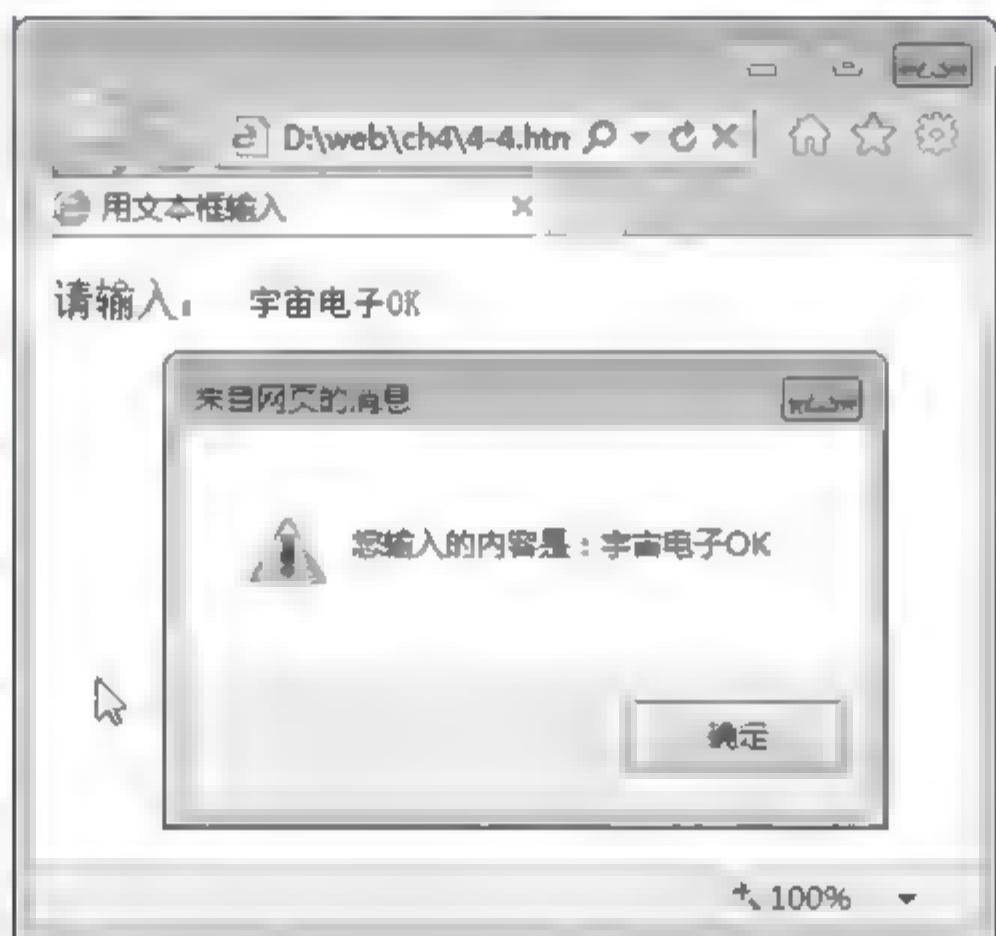 D:\web\ch4\4-4.htn
用文本框输入
请输入： 宇宙电子OK
来自网页的消息
您输入的内容是：宇宙电子OK
确定
100%